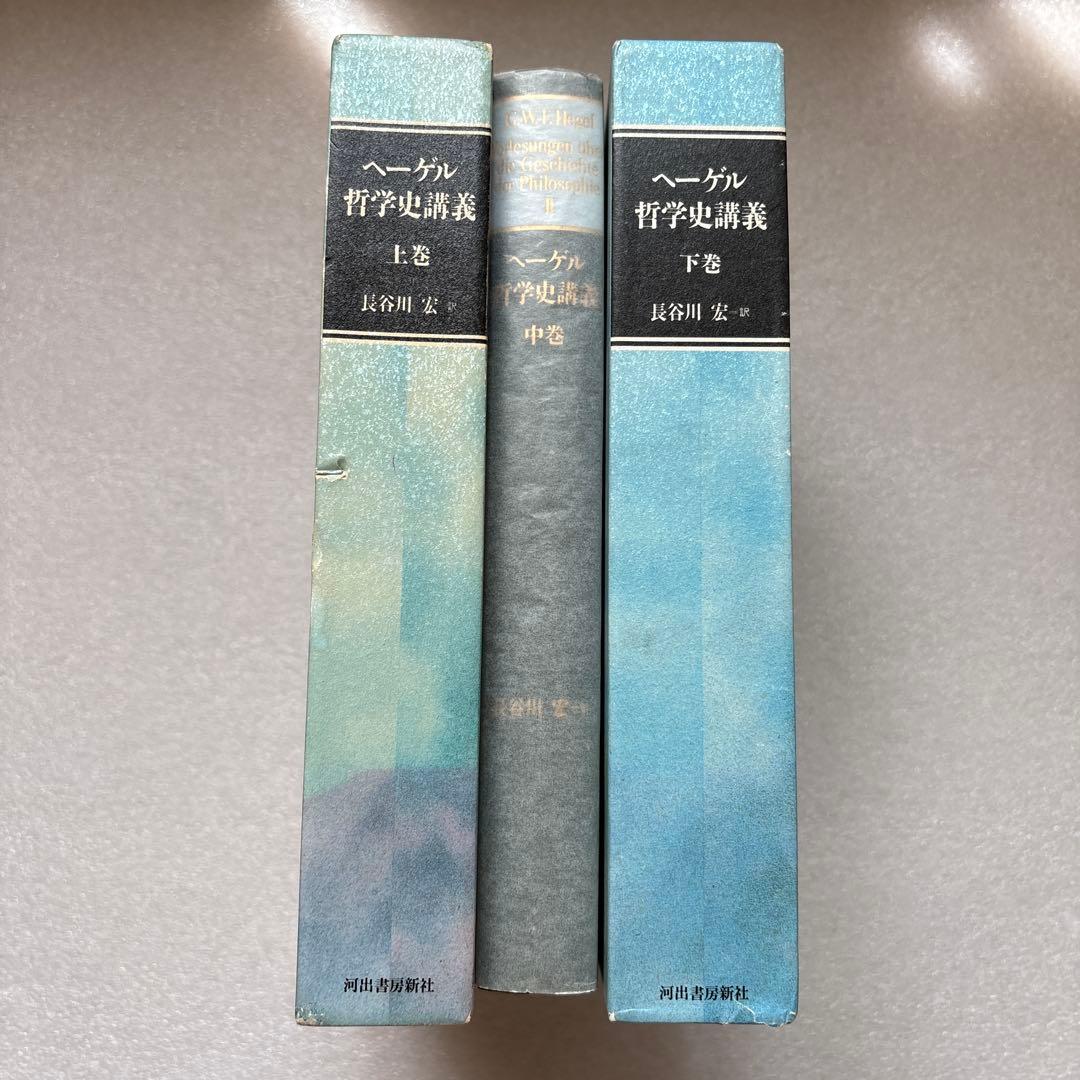 ヘーゲル
哲学史講義
上巻
長谷川 宏 訳
河出書房新社
G.W.F. Hegel
Vorlesungen über
die Geschichte
der Philosophie
II
ヘーゲル
哲学史講義
中巻
長谷川 宏
ヘーゲル
哲学史講義
下巻
長谷川 宏 訳
河出書房新社